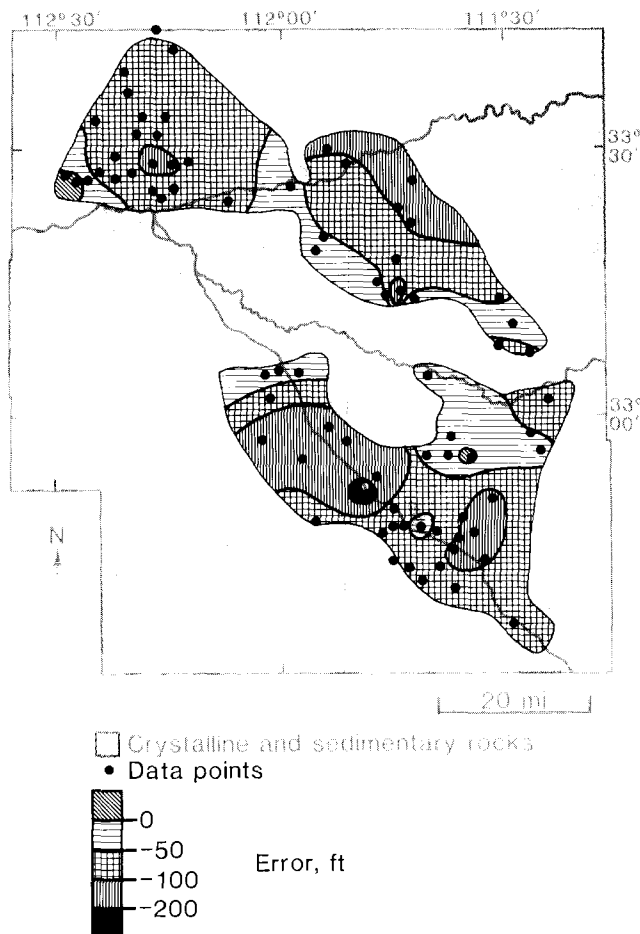 112° 30' 112° 00' 111° 30'
33°
30'
33°
00'
N
20 mi
Crystalline and sedimentary rocks
Data points
0
-50
-100
-200
Error, ft